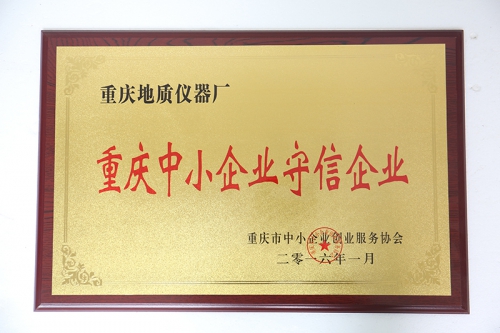 重庆地质仪器厂
重庆中小企业守信企业
重庆市中小企业创业服务协会
二零一六年一月